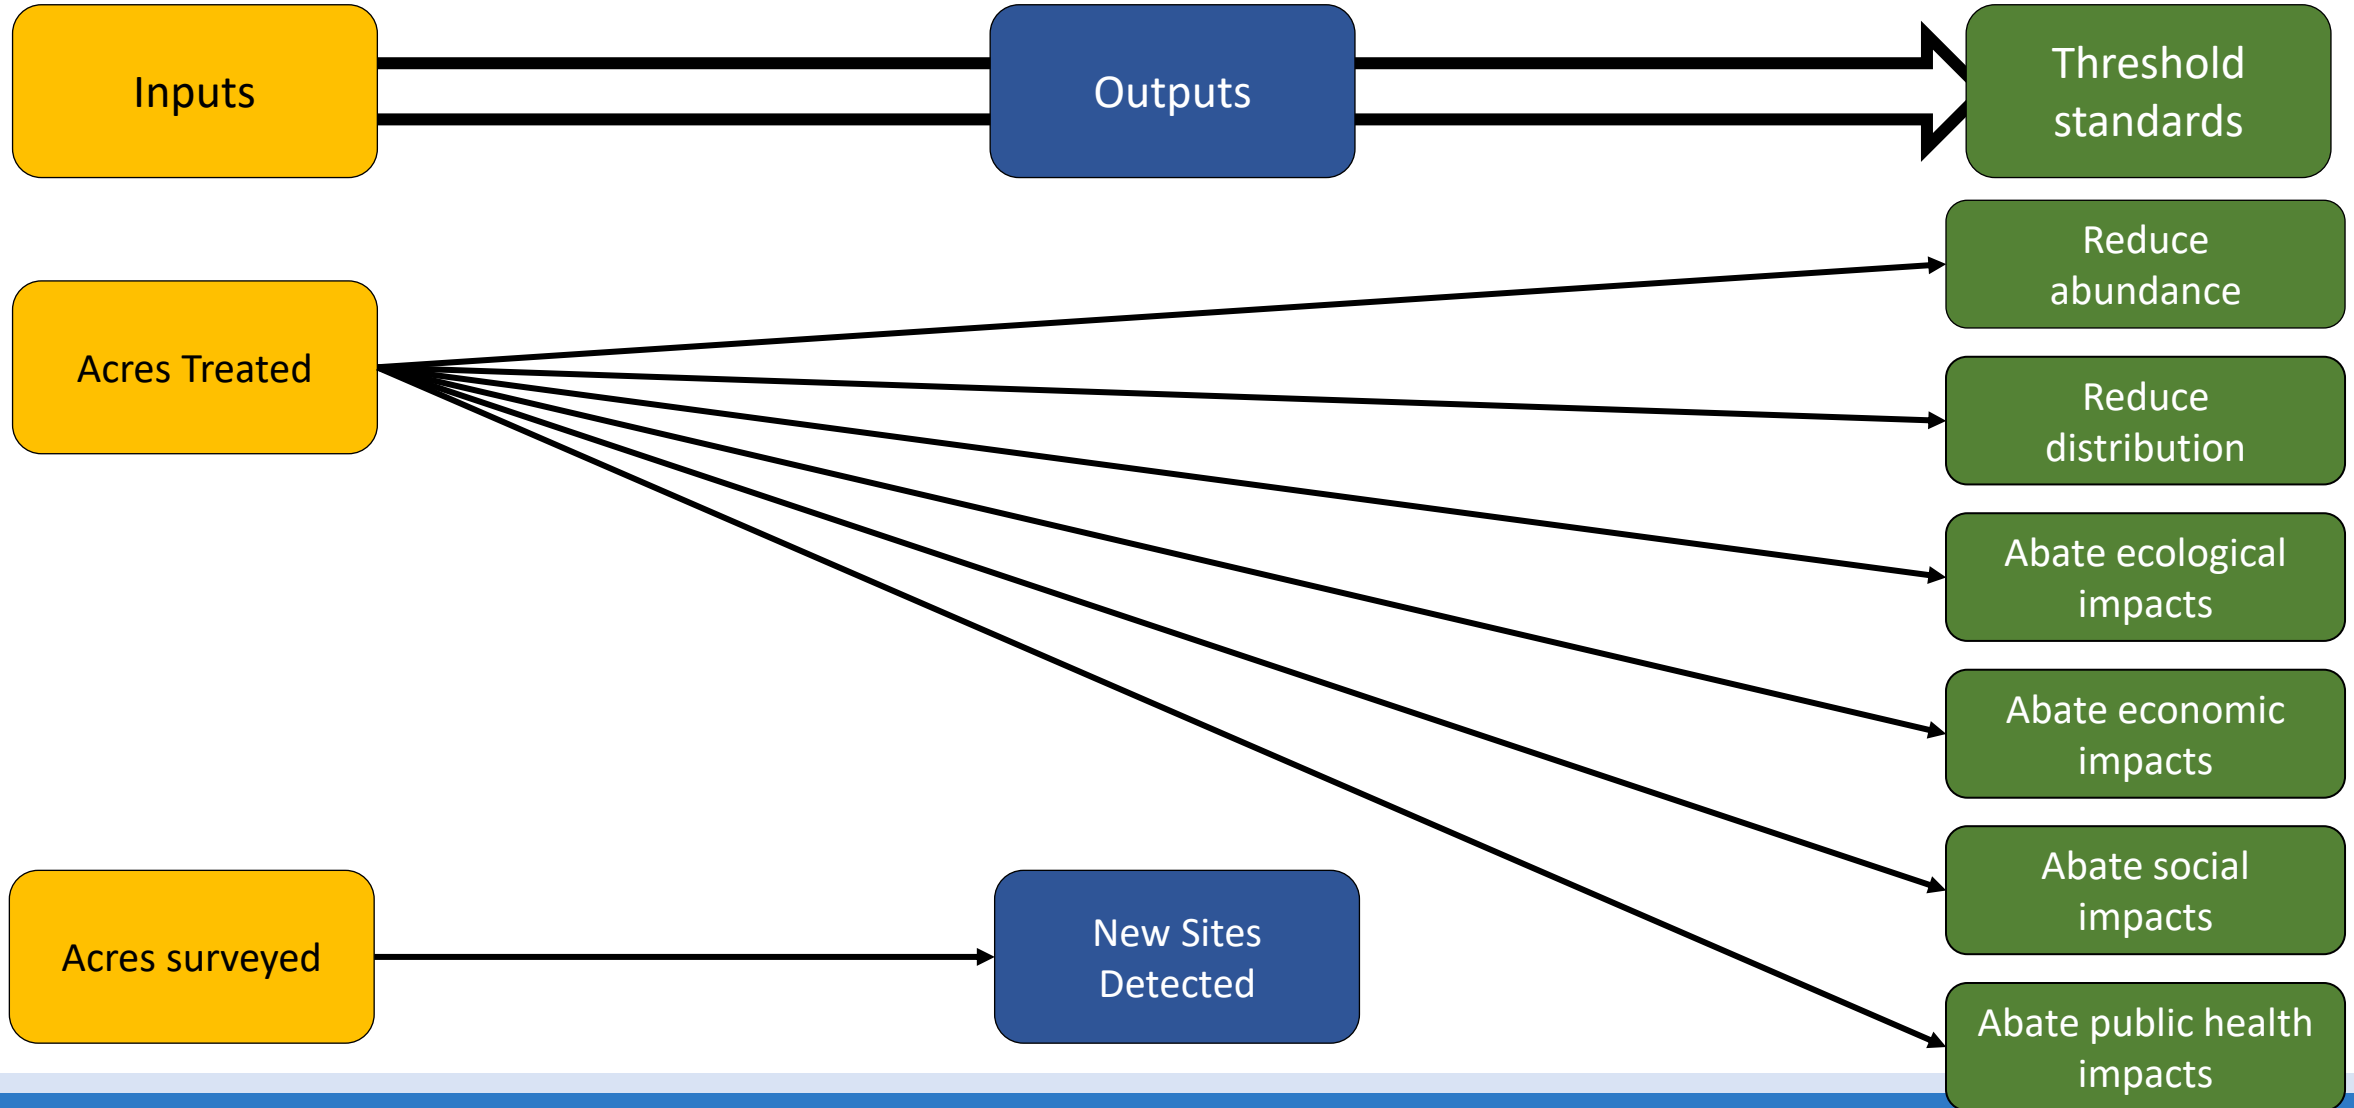 Inputs
Outputs
Threshold
standards
Acres Treated
Reduce
abundance
Reduce
distribution
Abate ecological
impacts
Abate economic
impacts
Abate social
impacts
Acres surveyed
New Sites
Detected
Abate public health
impacts